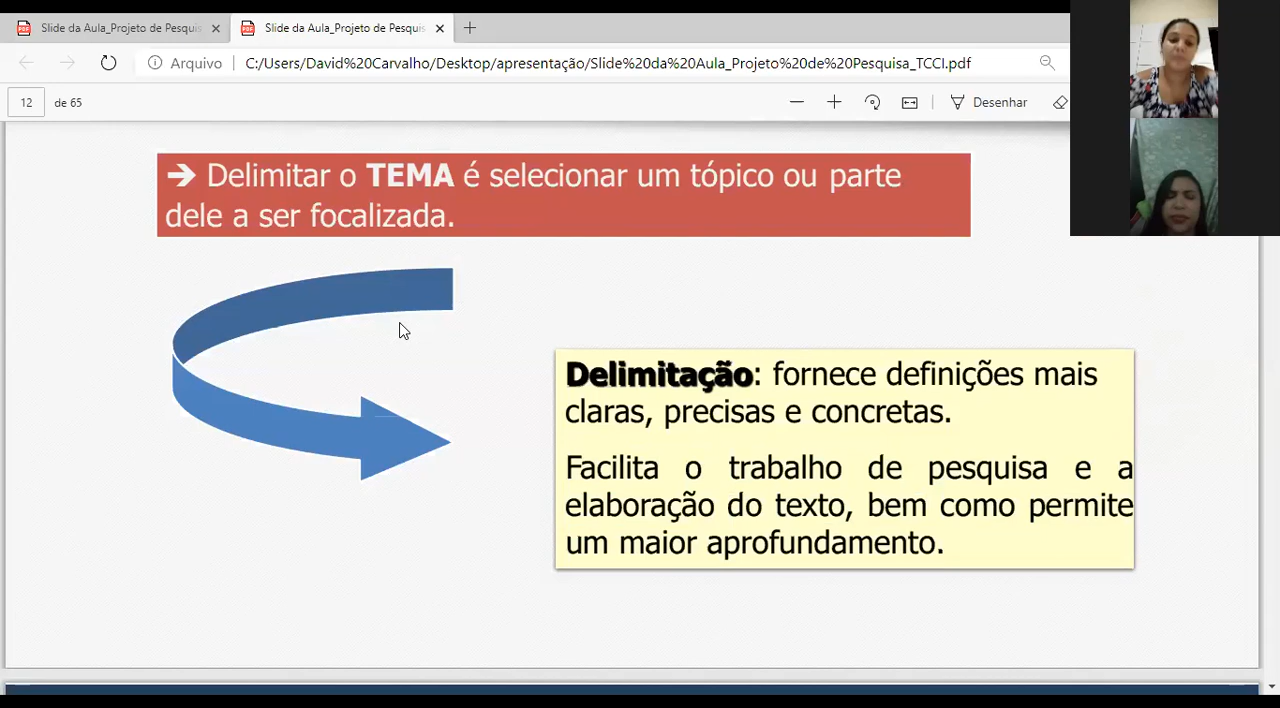 Slide da Aula_Projeto de Pesquis
Slide da Aula_Projeto de Pesquis
Arquivo
C:/Users/David%20Carvalho/Desktop/apresentação/Slide%20da%20Aula_Projeto%20de%20Pesquisa_TCCI.pdf
12 de 65
Desenhar
➔ Delimitar o TEMA é selecionar um tópico ou parte
dele a ser focalizada.
Delimitação: fornece definições mais
claras, precisas e concretas.
Facilita o trabalho de pesquisa e a
elaboração do texto, bem como permite
um maior aprofundamento.